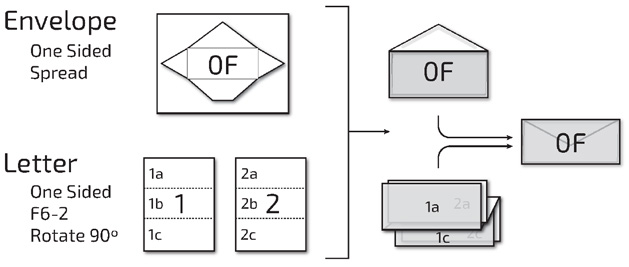 Envelope
One Sided
Spread
0F
0F
0F
Letter
One Sided
F6-2
Rotate 90º
1a
1b 1
1c
2a
2b 2
2c
1a 2a
1c 2c